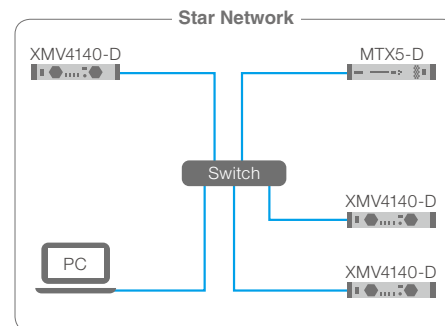 Star Network
XMV4140-D
MTX5-D
Switch
XMV4140-D
PC
XMV4140-D